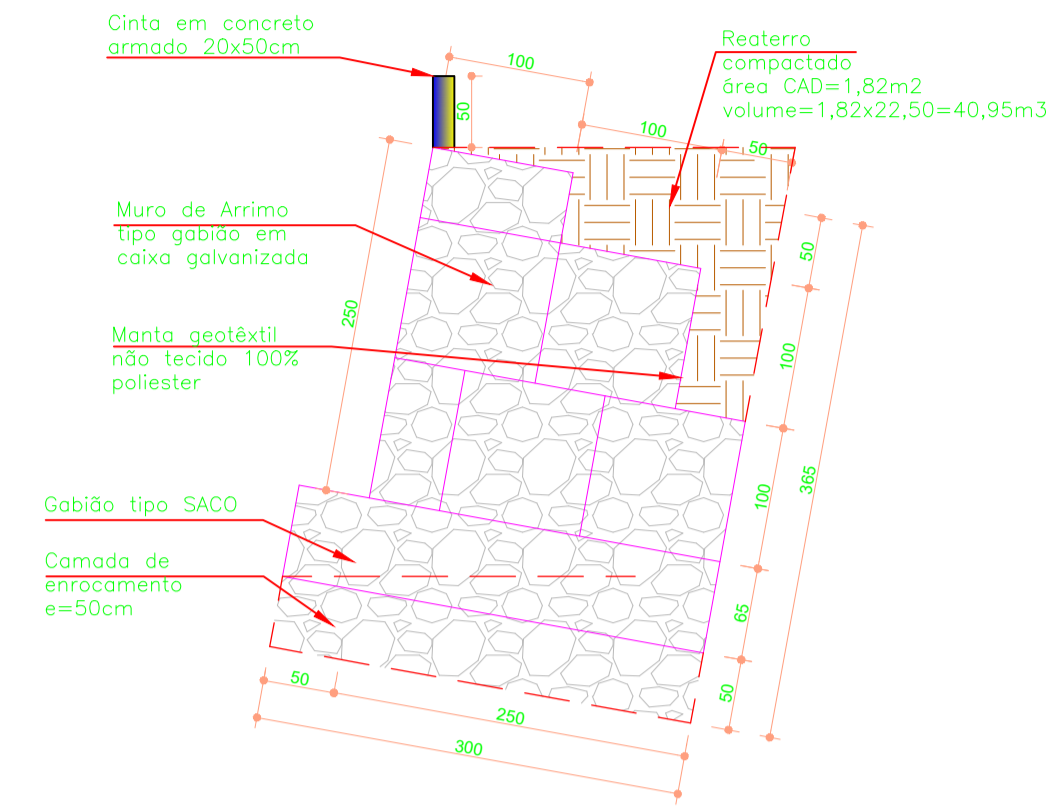 Cinta em concreto
armado 20x50cm
Reaterro
compactado
área CAD=1,82m2
volume=1,82x22,50=40,95m3
100
50
100
50
Muro de Arrimo
tipo gabião em
caixa galvanizada
50
250
Manta geotêxtil
não tecido 100%
poliester
100
365
100
Gabião tipo SACO
Camada de
enrocamento
e=50cm
65
50
50
250
300